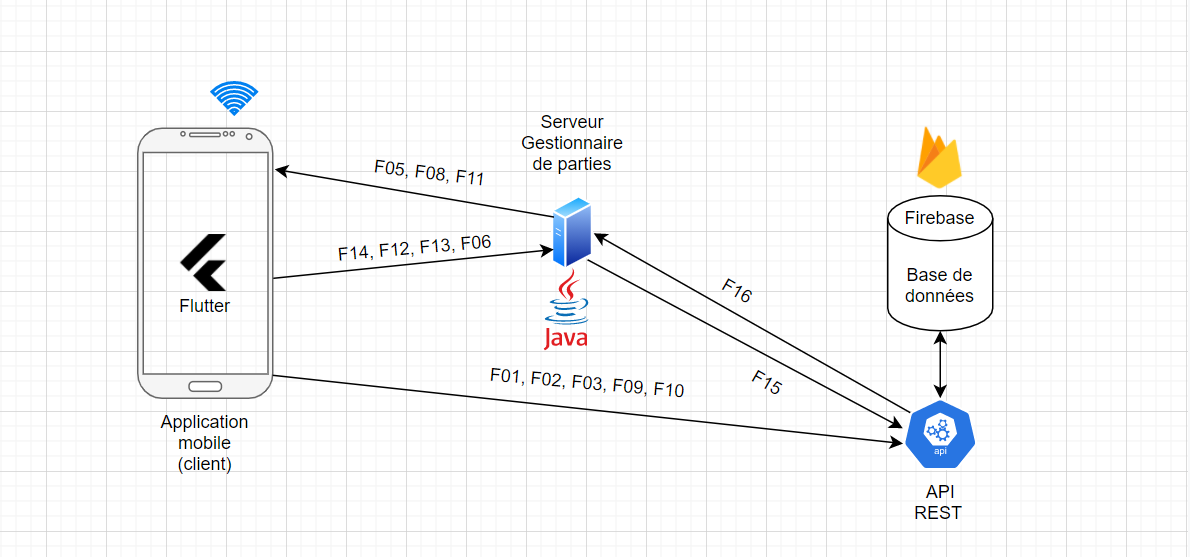 Serveur
Gestionnaire
de parties
F05, F08, F11
F14, F12, F13, F06
Flutter
Java
Firebase
Base de
données
F16
F15
F01, F02, F03, F09, F10
Application
mobile
(client)
api
API
REST